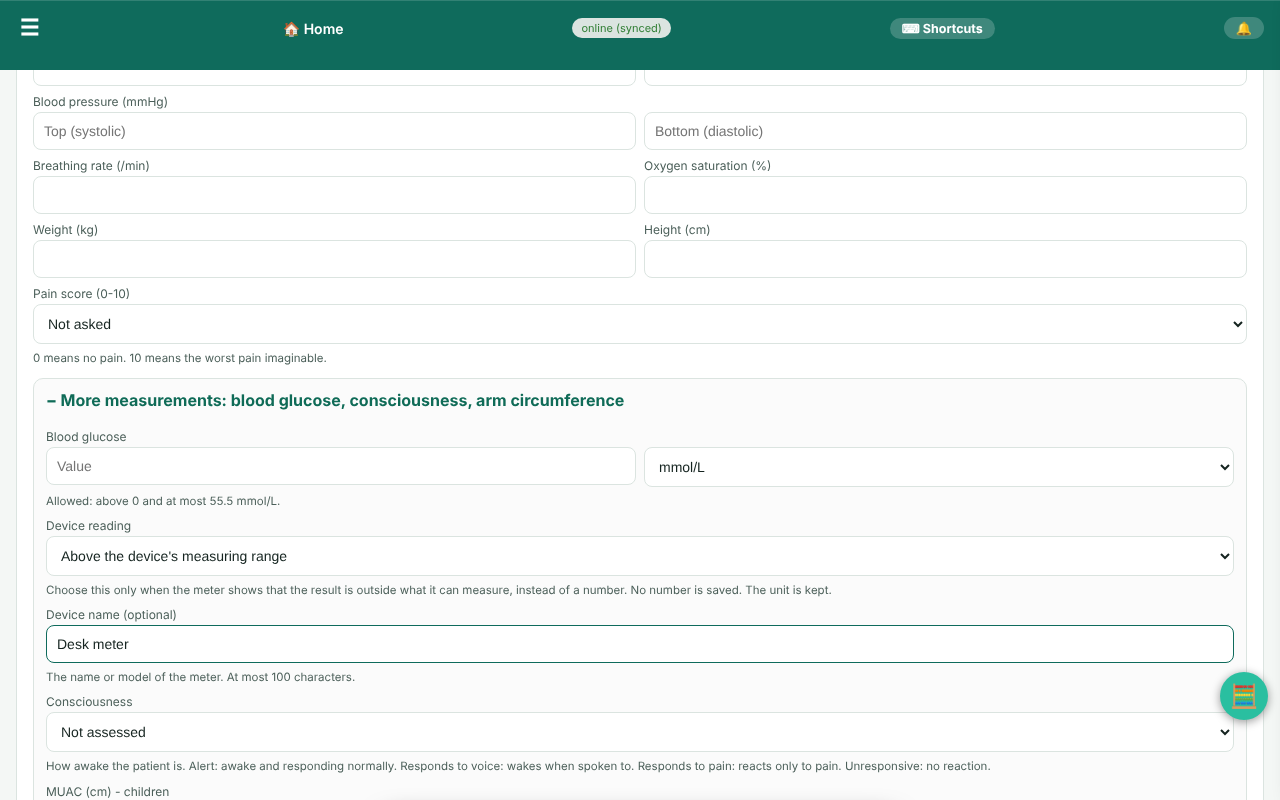 ☰ 🏠 Home online (synced) ⌨ Shortcuts 🔔
Blood pressure (mmHg)
Top (systolic) Bottom (diastolic)
Breathing rate (/min) Oxygen saturation (%)
Weight (kg) Height (cm)
Pain score (0-10)
Not asked
0 means no pain. 10 means the worst pain imaginable.
− More measurements: blood glucose, consciousness, arm circumference
Blood glucose
Value mmol/L
Allowed: above 0 and at most 55.5 mmol/L.
Device reading
Above the device's measuring range
Choose this only when the meter shows that the result is outside what it can measure, instead of a number. No number is saved. The unit is kept.
Device name (optional)
Desk meter
The name or model of the meter. At most 100 characters.
Consciousness
Not assessed
How awake the patient is. Alert: awake and responding normally. Responds to voice: wakes when spoken to. Responds to pain: reacts only to pain. Unresponsive: no reaction.
MUAC (cm) - children